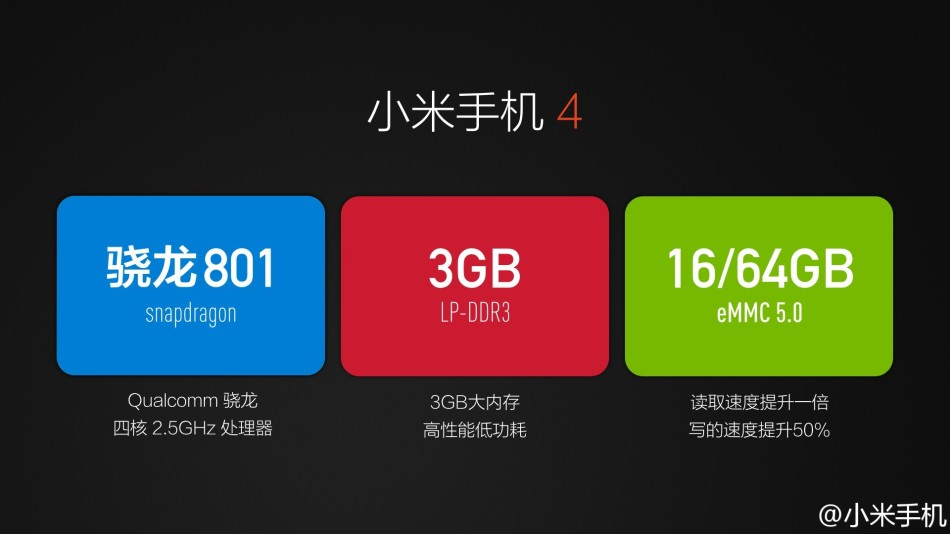 小米手机 4
骁龙801
snapdragon
Qualcomm 骁龙
四核 2.5GHz 处理器
3GB
LP-DDR3
3GB大内存
高性能低功耗
16/64GB
eMMC 5.0
读取速度提升一倍
写的速度提升50%
@小米手机